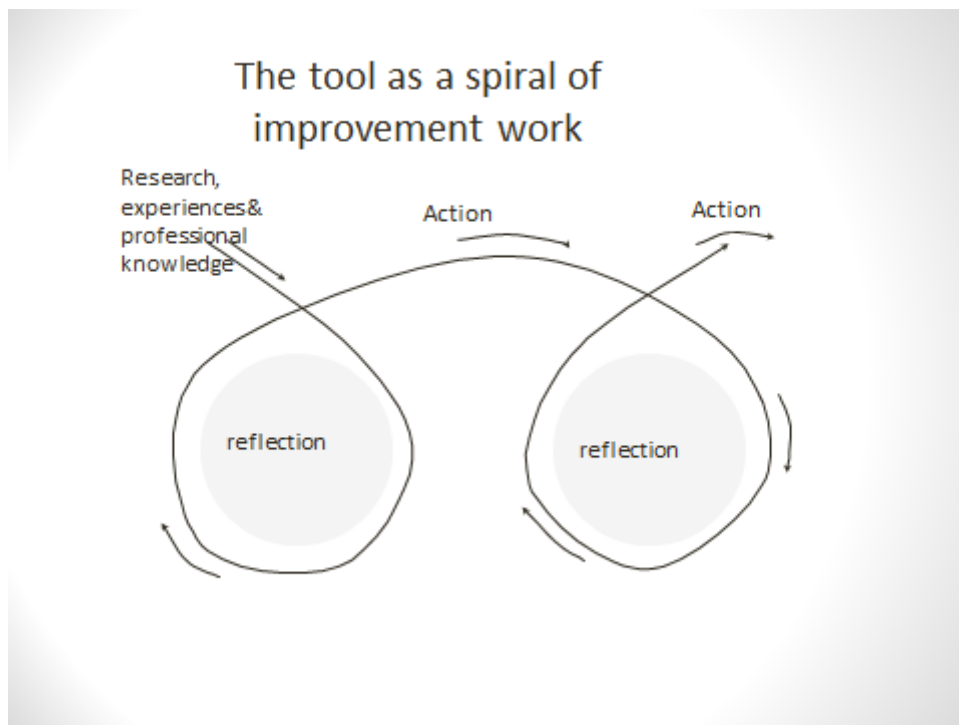 The tool as a spiral of
improvement work
Research,
experiences&
professional
knowledge
Action
Action
reflection
reflection